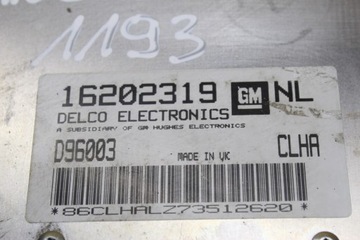 1193
16202319 GM NL
DELCO ELECTRONICS
A SUBSIDIARY OF GM HUGHES ELECTRONICS
D96003 MADE IN UK CLHA
*86CLHALZ73512620*